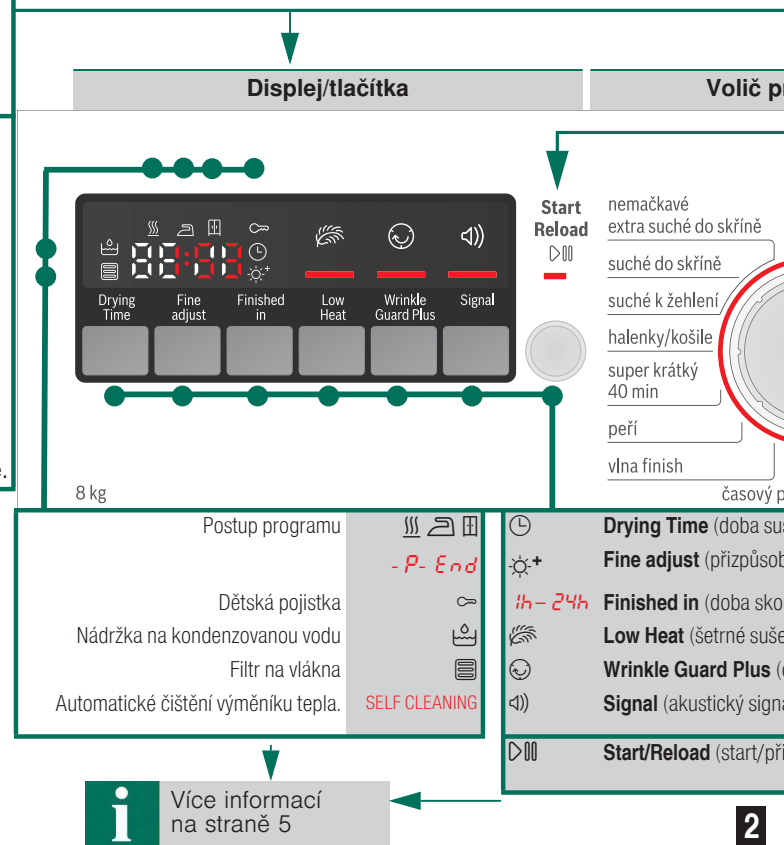 Displej/tlačítka
Volič p
Start
Reload
nemačkavé
extra suché do skříně
suché do skříně
suché k žehlení
halenky/košile
super krátký
40 min
peří
vlna finish
časový p
88:88
Drying
Time
Fine
adjust
Finished
in
Low
Heat
Wrinkle
Guard Plus
Signal
e.
8 kg
Postup programu
-P- End
Dětská pojistka
Nádržka na kondenzovanou vodu
Filtr na vlákna
Automatické čištění výměníku tepla. SELF CLEANING
Drying Time (doba su
Fine adjust (přizpůsob
1h – 24h Finished in (doba sko
Low Heat (šetrné suše
Wrinkle Guard Plus (
Signal (akustický signá
Start/Reload (start/při
i
Více informací
na straně 5
2